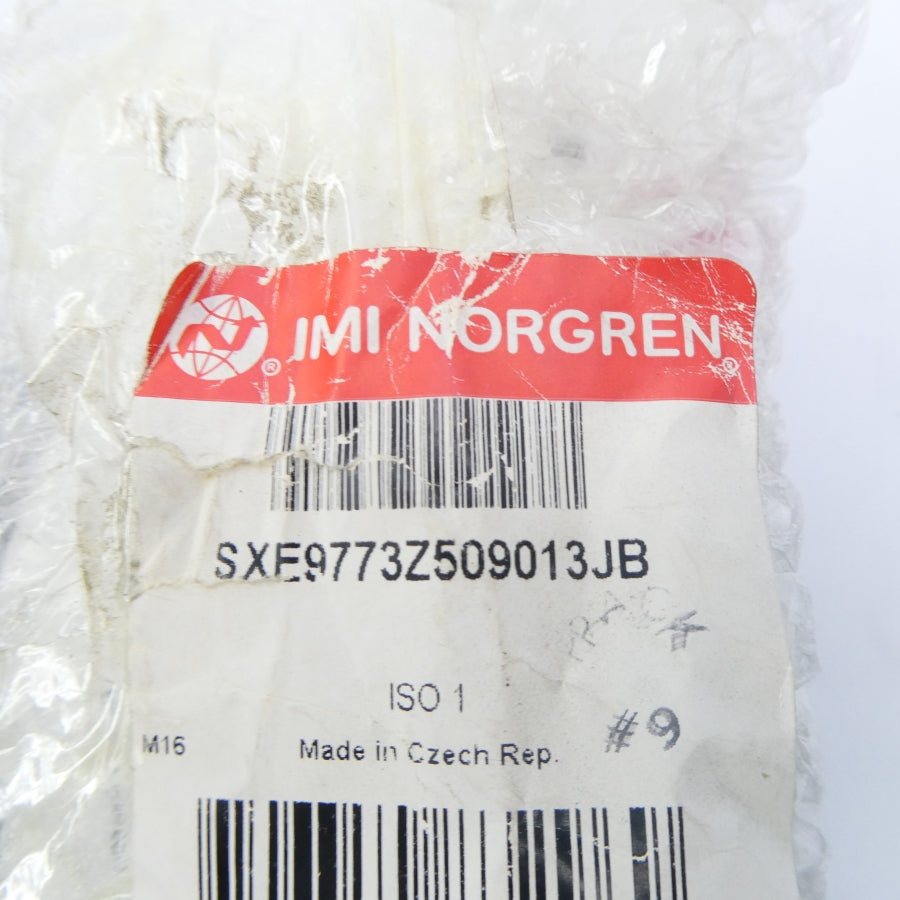 IMI NORGREN
SXE9773Z509013JB
ISO 1
#9
M16
Made in Czech Rep.